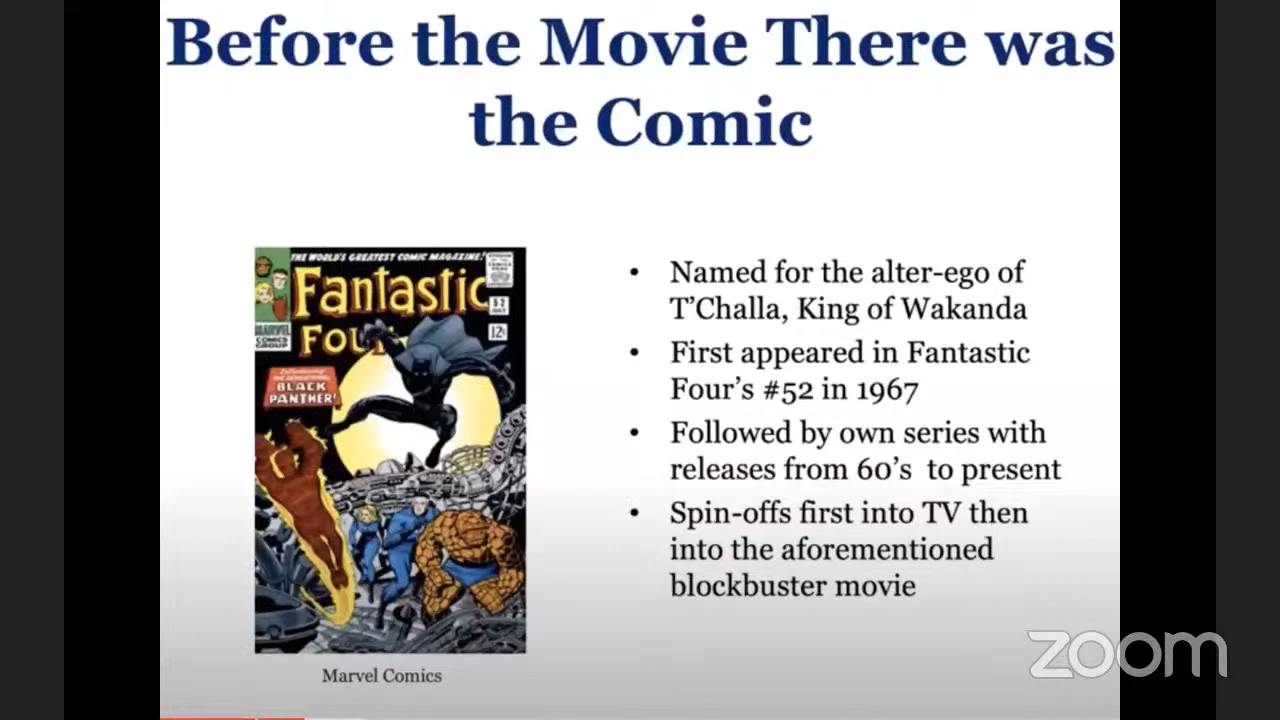 Before the Movie There was
the Comic
THE WORLD'S GREATEST COMIC MAGAZINE!
Fantastic
Four
52
12¢
MARVEL
COMICS
GROUP
BLACK
PANTHER!
• Named for the alter-ego of
T'Challa, King of Wakanda
• First appeared in Fantastic
Four's #52 in 1967
• Followed by own series with
releases from 60's to present
• Spin-offs first into TV then
into the aforementioned
blockbuster movie
Marvel Comics
zoom